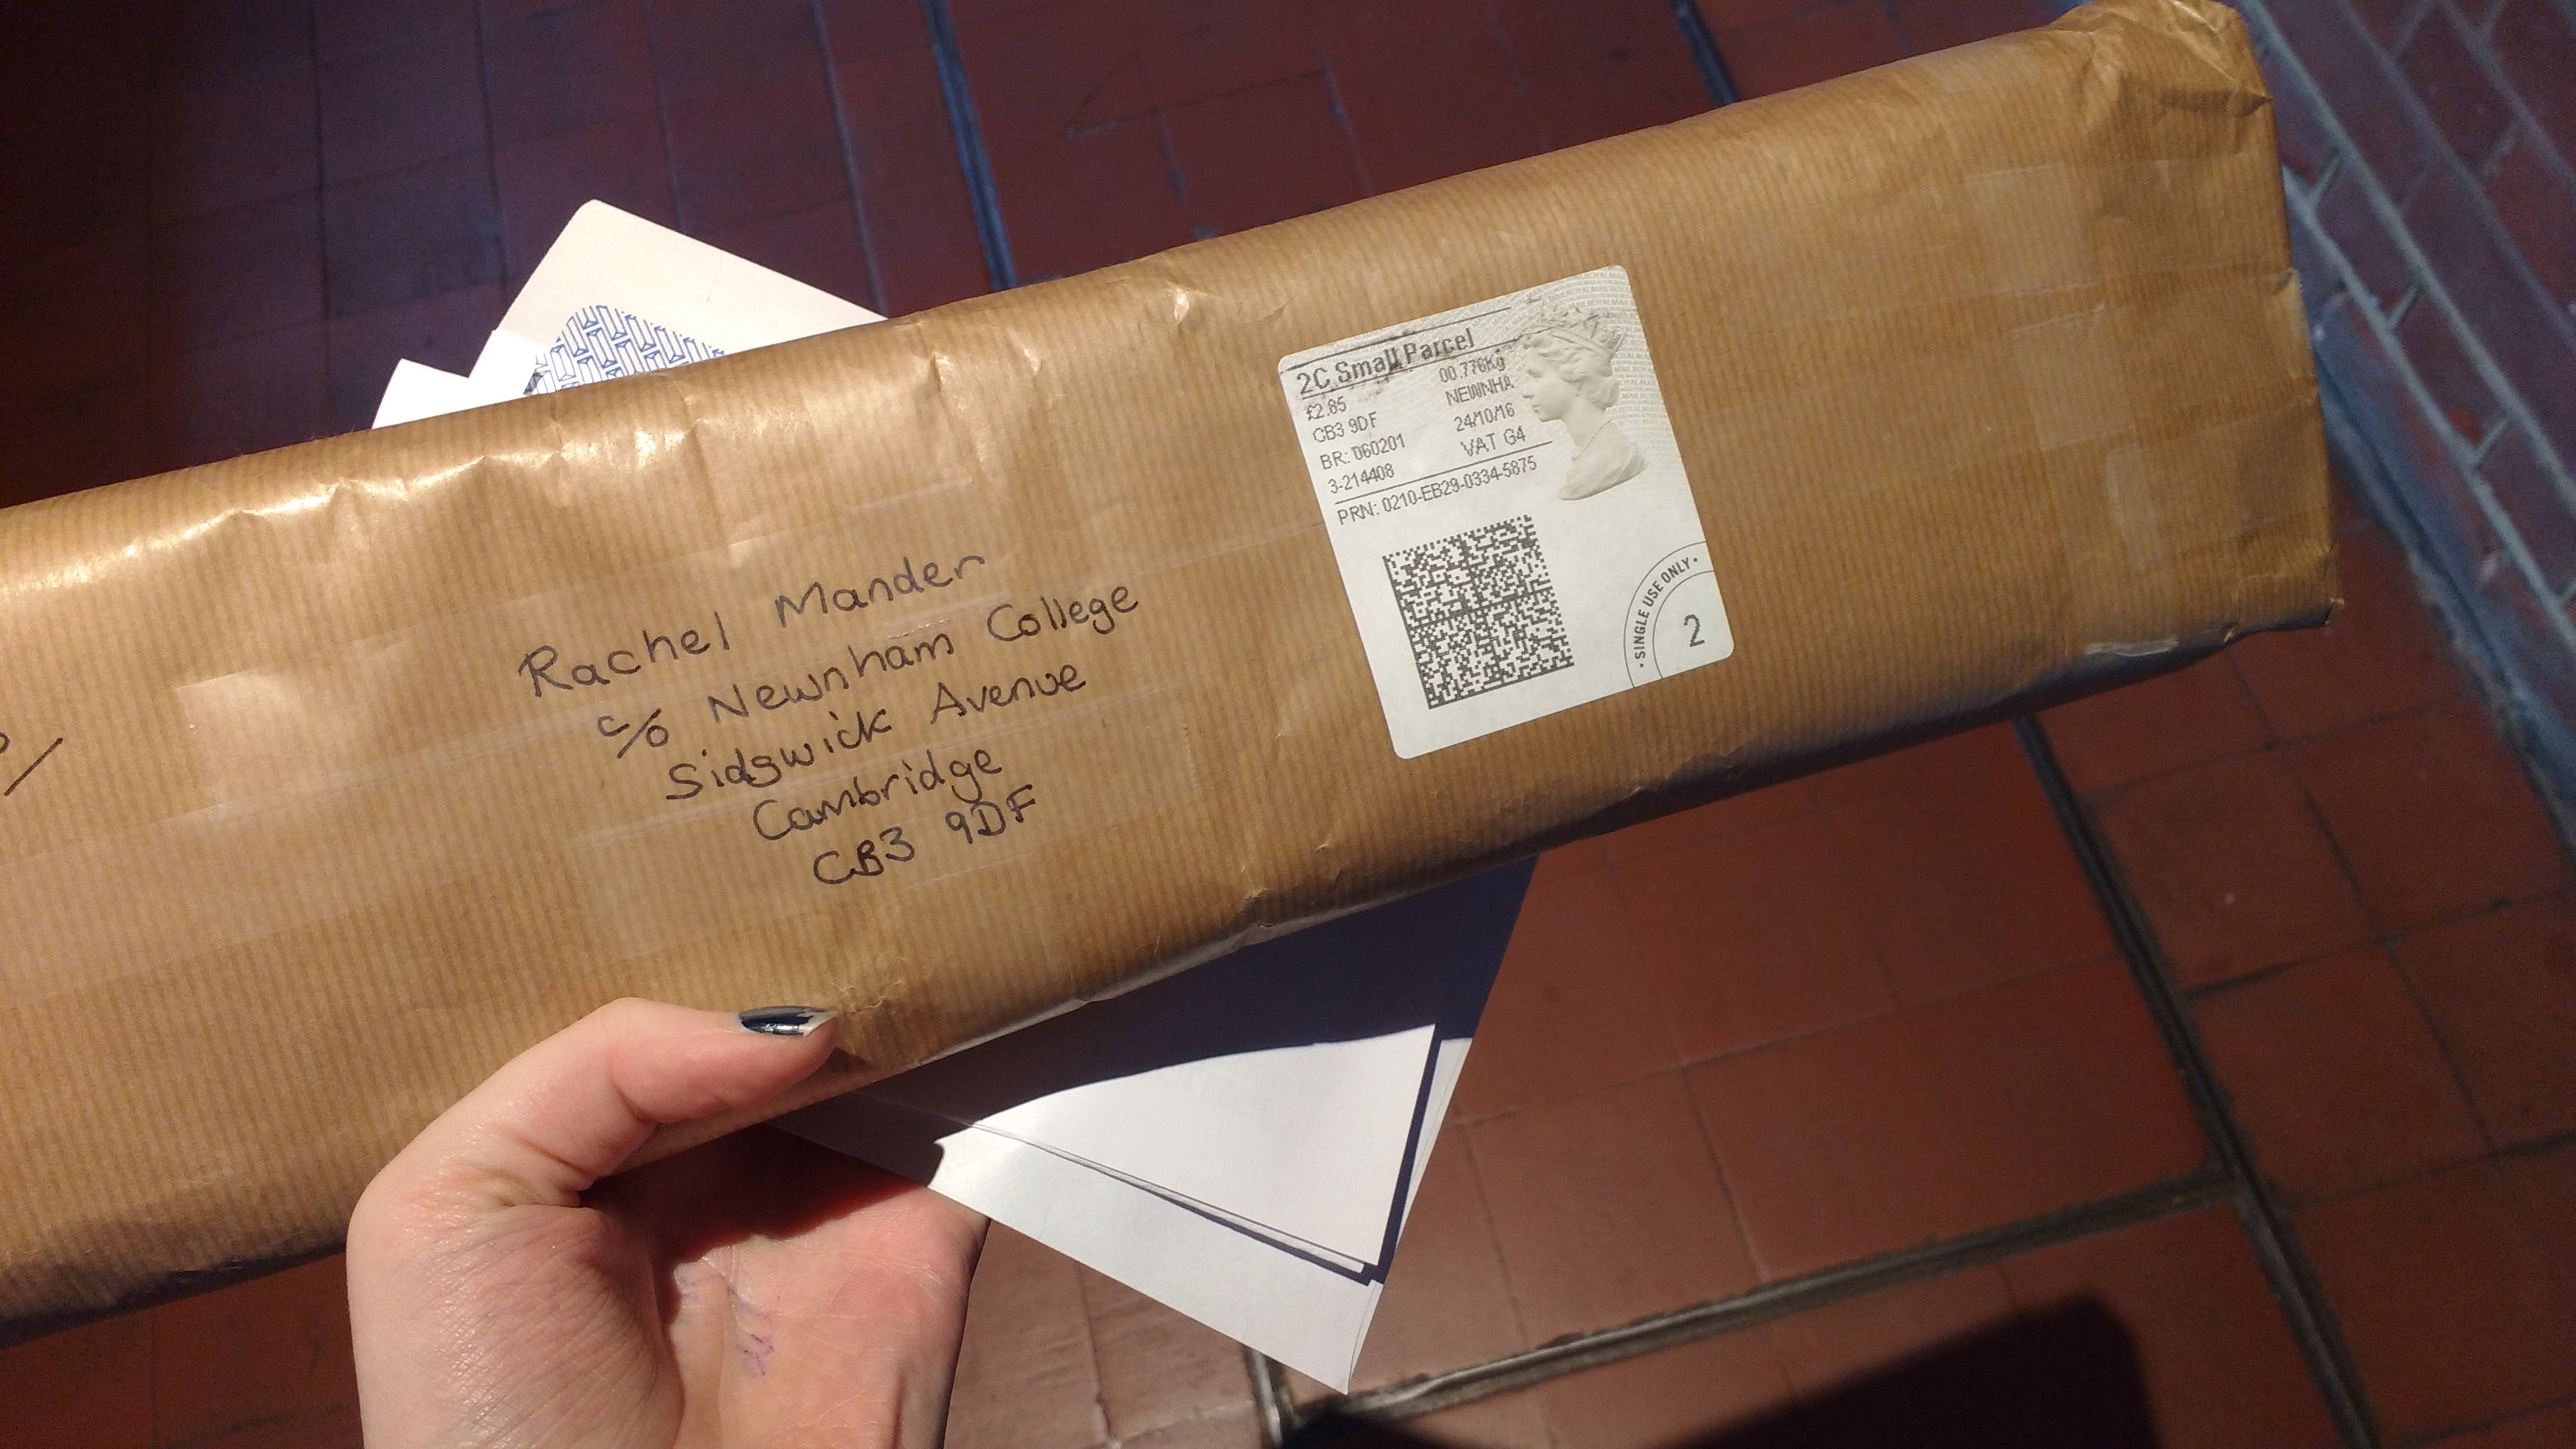 Rachel Mander
c/o Newnham College
Sidgwick Avenue
Cambridge
CB3 9DF
2C Small Parcel
£2.85 00.776Kg
CB3 9DF NEWNHA
BR: 060201 24/10/16
3-214408 VAT G4
PRN: 0210-EB29-0334-5875
• SINGLE USE ONLY •
2